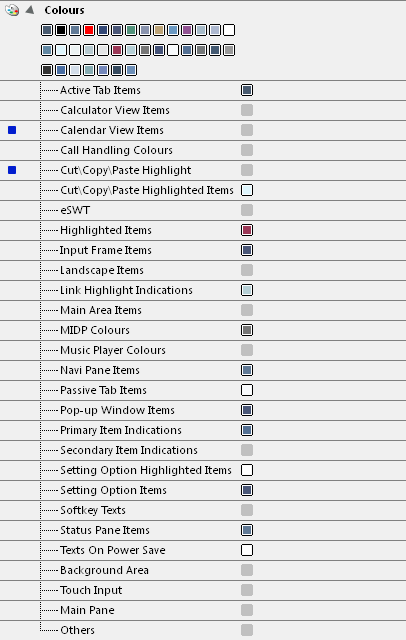 Colours
Active Tab Items
Calculator View Items
Calendar View Items
Call Handling Colours
Cut\Copy\Paste Highlight
Cut\Copy\Paste Highlighted Items
eSWT
Highlighted Items
Input Frame Items
Landscape Items
Link Highlight Indications
Main Area Items
MIDP Colours
Music Player Colours
Navi Pane Items
Passive Tab Items
Pop-up Window Items
Primary Item Indications
Secondary Item Indications
Setting Option Highlighted Items
Setting Option Items
Softkey Texts
Status Pane Items
Texts On Power Save
Background Area
Touch Input
Main Pane
Others